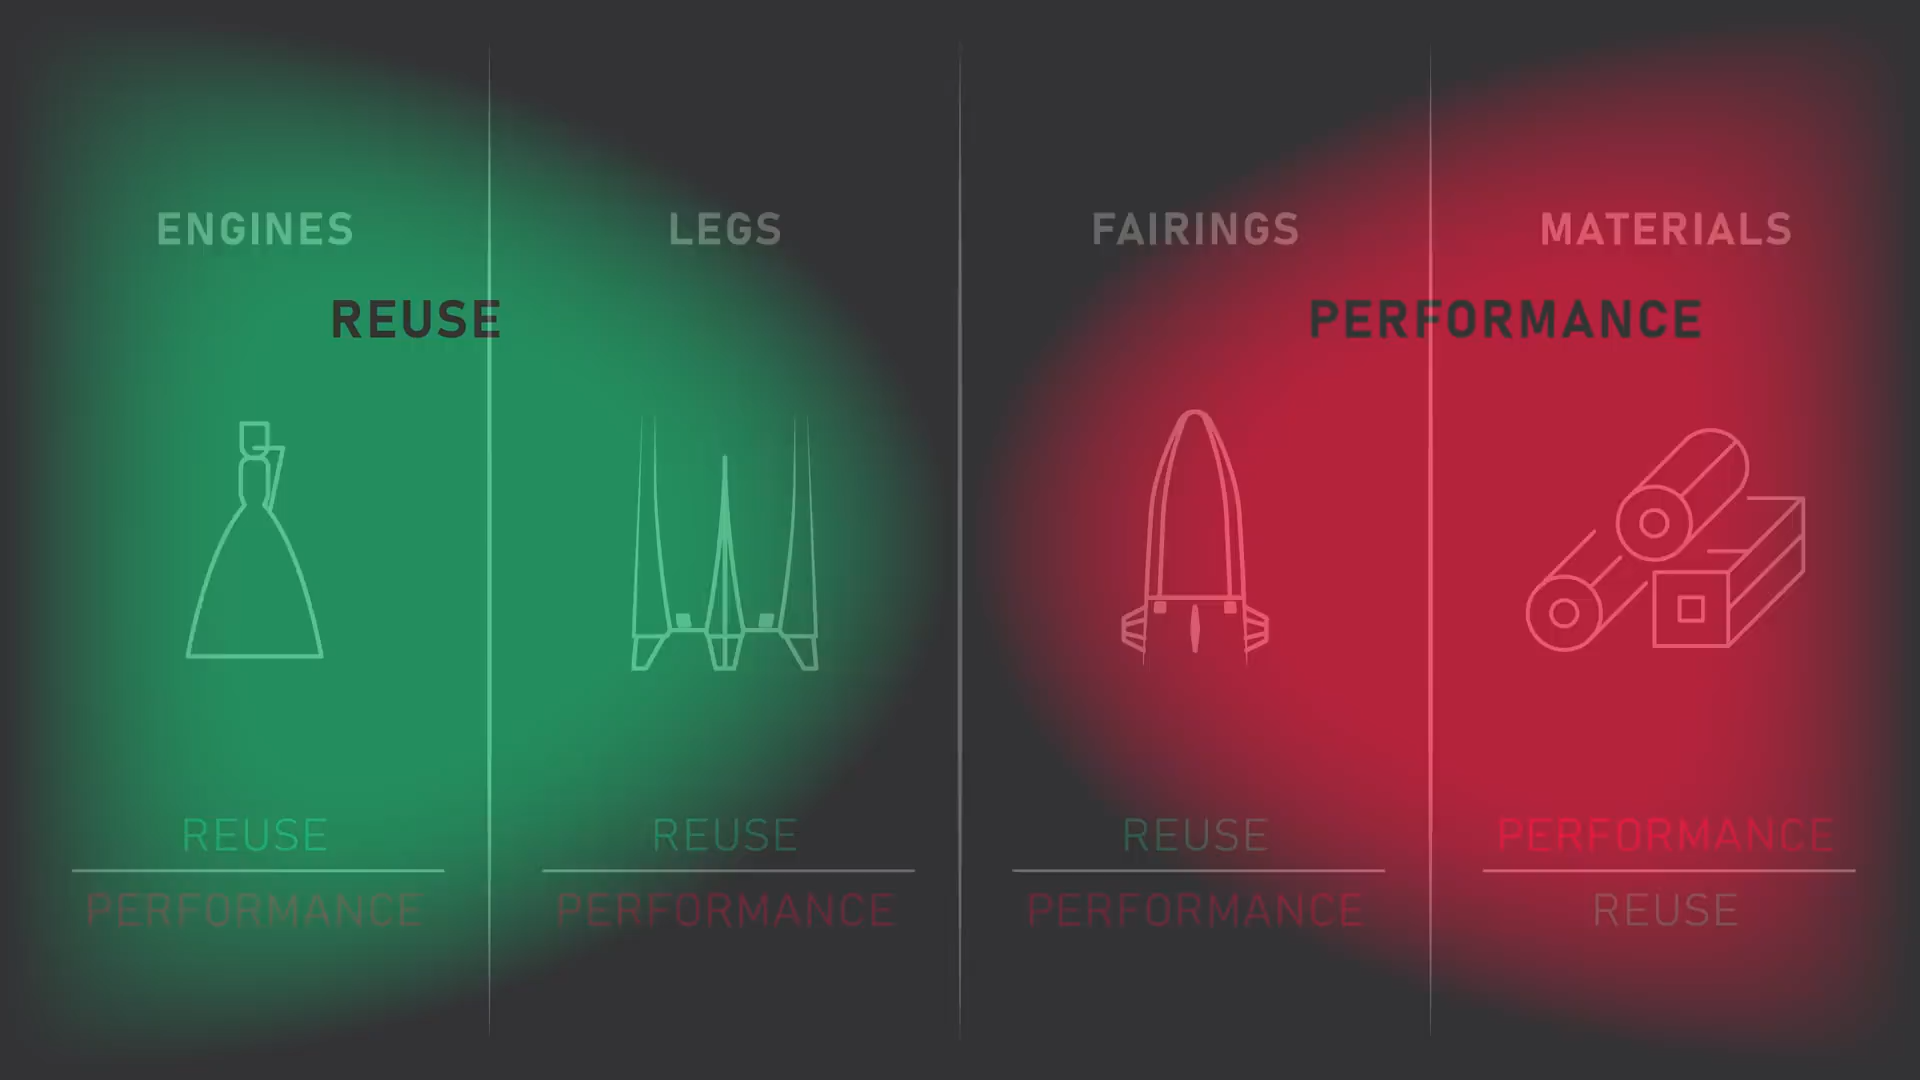 ENGINES
LEGS
FAIRINGS
MATERIALS
REUSE
PERFORMANCE
REUSE
PERFORMANCE
REUSE
PERFORMANCE
REUSE
PERFORMANCE
PERFORMANCE
REUSE